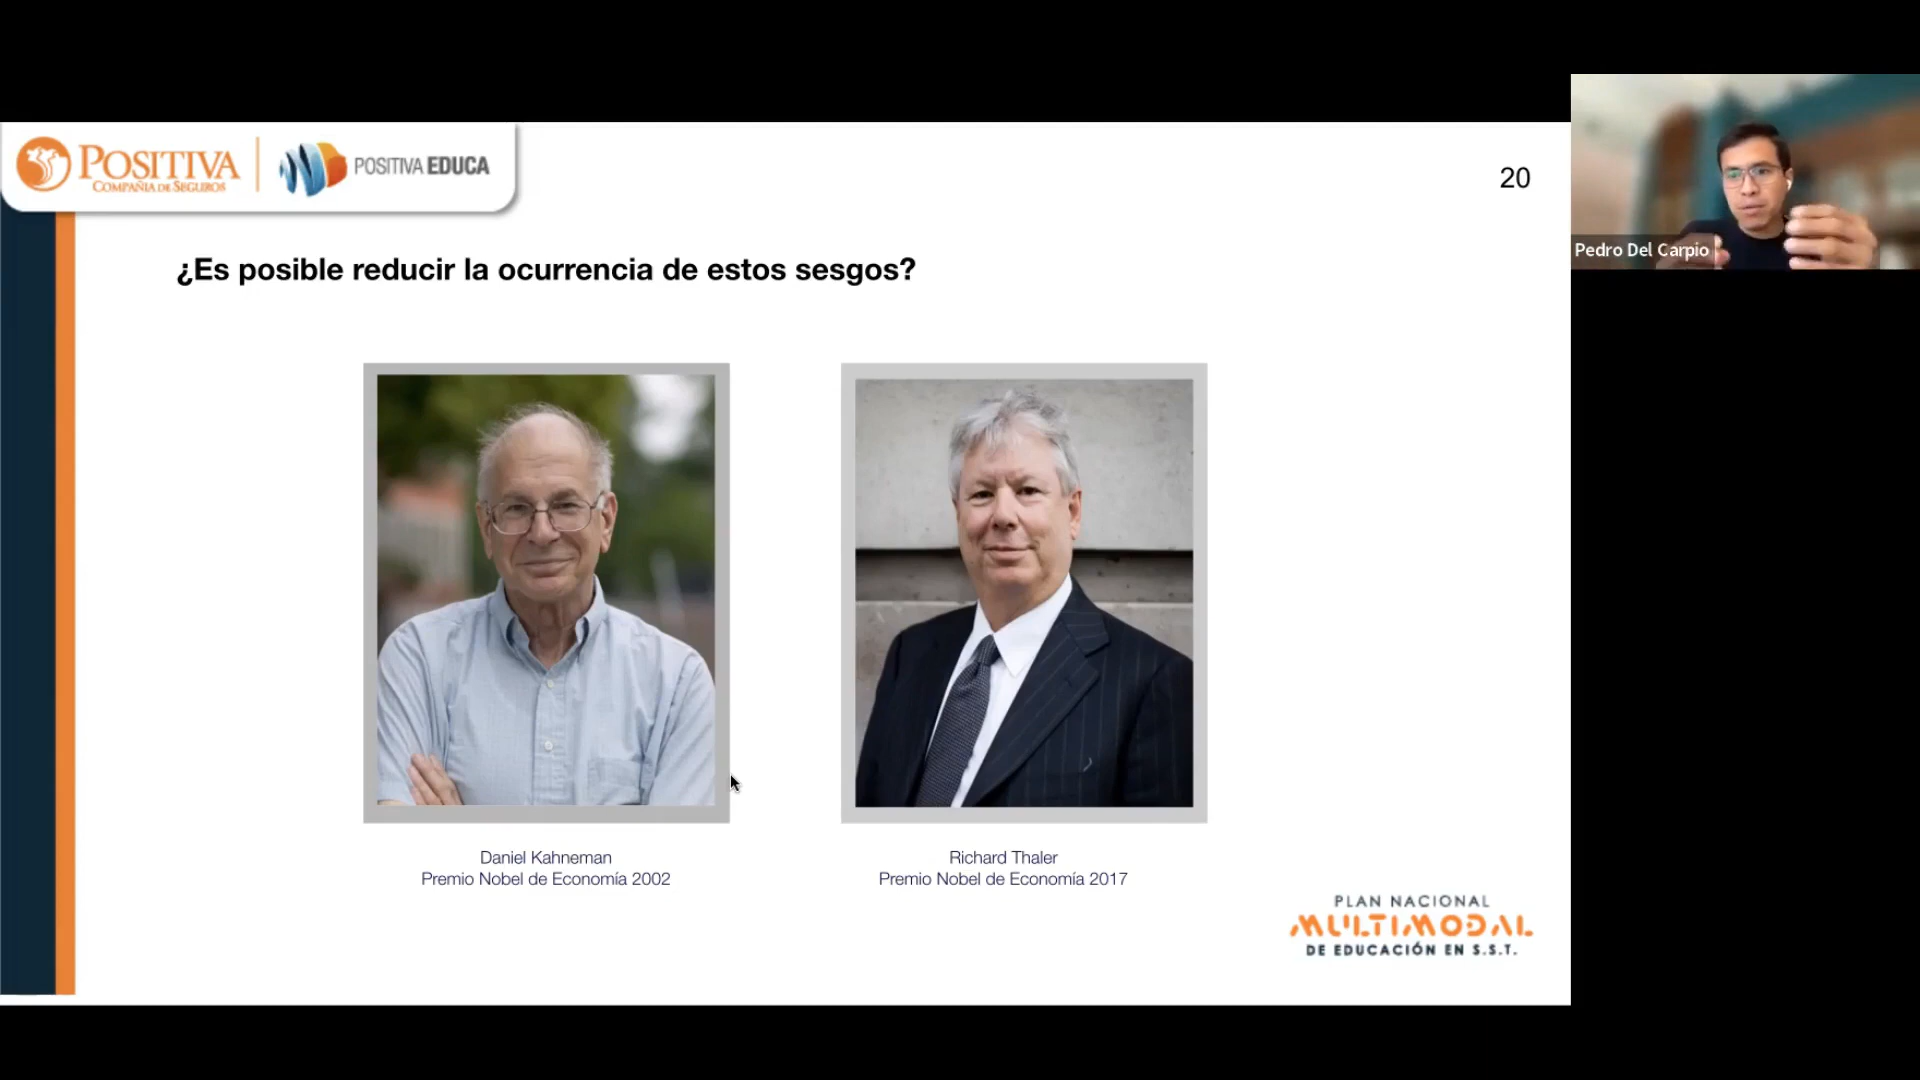 POSITIVA
COMPAÑIA DE SEGUROS
POSITIVA EDUCA
20
Pedro Del Carpio
¿Es posible reducir la ocurrencia de estos sesgos?
Daniel Kahneman
Premio Nobel de Economía 2002
Richard Thaler
Premio Nobel de Economía 2017
PLAN NACIONAL
MULTIMODAL
DE EDUCACIÓN EN S.S.T.